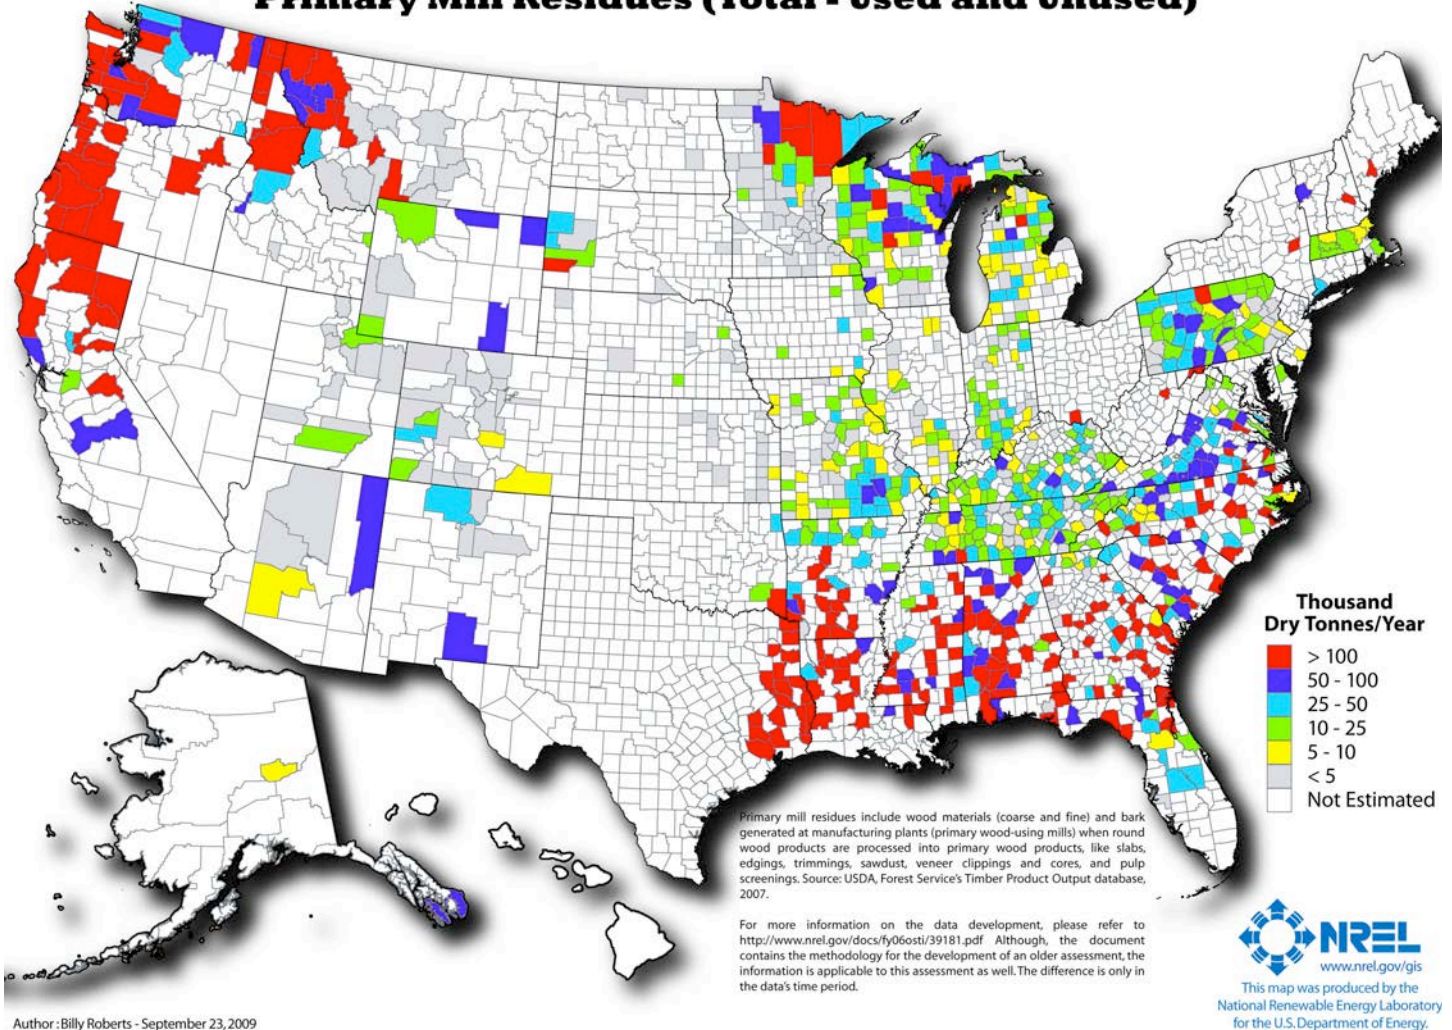 Primary Mill Residues (Total - Used and Unused)
Thousand
Dry Tonnes/Year
> 100
50 - 100
25 - 50
10 - 25
5 - 10
< 5
Not Estimated
Primary mill residues include wood materials (coarse and fine) and bark
generated at manufacturing plants (primary wood-using mills) when round
wood products are processed into primary wood products, like slabs,
edgings, trimmings, sawdust, veneer clippings and cores, and pulp
screenings. Source: USDA, Forest Service's Timber Product Output database,
2007.
For more information on the data development, please refer to
http://www.nrel.gov/docs/fy06osti/39181.pdf Although, the document
contains the methodology for the development of an older assessment, the
information is applicable to this assessment as well. The difference is only in
the data's time period.
NREL
www.nrel.gov/gis
This map was produced by the
National Renewable Energy Laboratory
for the U.S. Department of Energy.
Author : Billy Roberts - September 23, 2009